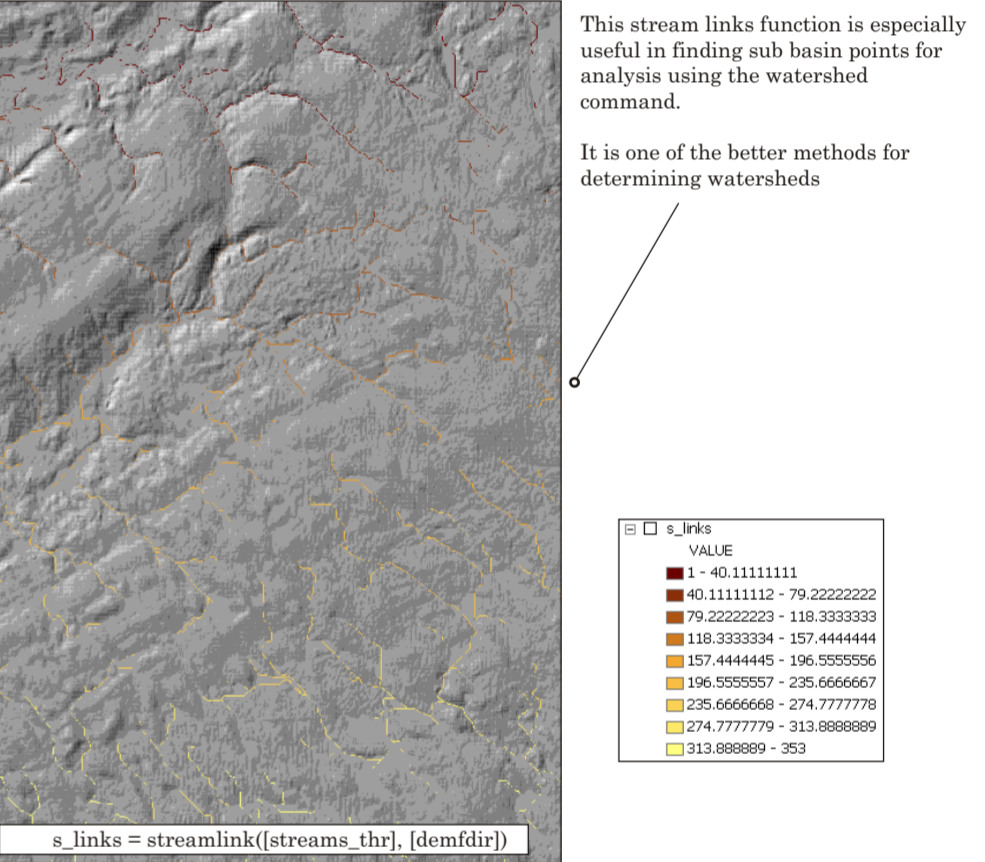 This stream links function is especially
useful in finding sub basin points for
analysis using the watershed
command.
It is one of the better methods for
determining watersheds
s_links
VALUE
1 - 40.11111111
40.11111112 - 79.22222222
79.22222223 - 118.3333333
118.3333334 - 157.4444444
157.4444445 - 196.5555556
196.5555557 - 235.6666667
235.6666668 - 274.7777778
274.7777779 - 313.8888889
313.888889 - 353
s_links = streamlink([streams_thr], [demfdir])